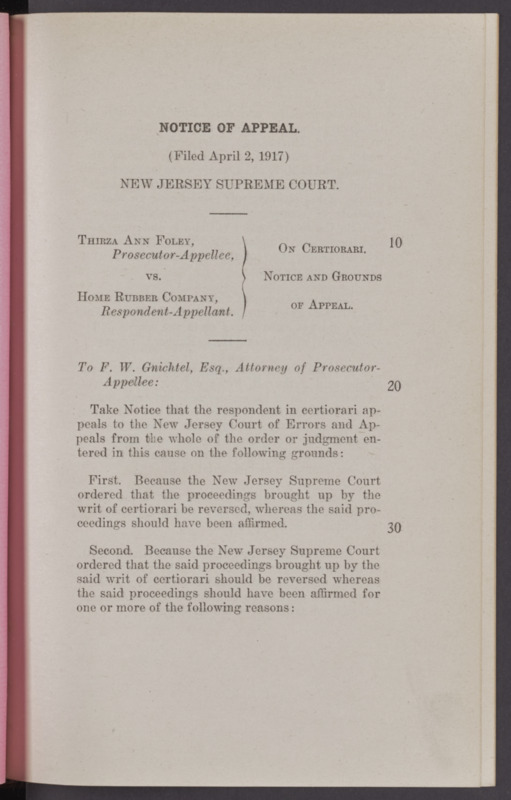 NOTICE OF APPEAL.
(Filed April 2, 1917)
NEW JERSEY SUPREME COURT.
Thirza Ann Foley,
Prosecutor-Appellee,
vs.
Home Rubber Company,
Respondent-Appellant.
On Certiorari.
Notice and Grounds
of Appeal.
10
To F. W. Gnichtel, Esq., Attorney of Prosecutor-
Appellee:
20
Take Notice that the respondent in certiorari ap-
peals to the New Jersey Court of Errors and Ap-
peals from the whole of the order or judgment en-
tered in this cause on the following grounds:
First. Because the New Jersey Supreme Court
ordered that the proceedings brought up by the
writ of certiorari be reversed, whereas the said pro-
ceedings should have been affirmed.
30
Second. Because the New Jersey Supreme Court
ordered that the said proceedings brought up by the
said writ of certiorari should be reversed whereas
the said proceedings should have been affirmed for
one or more of the following reasons: